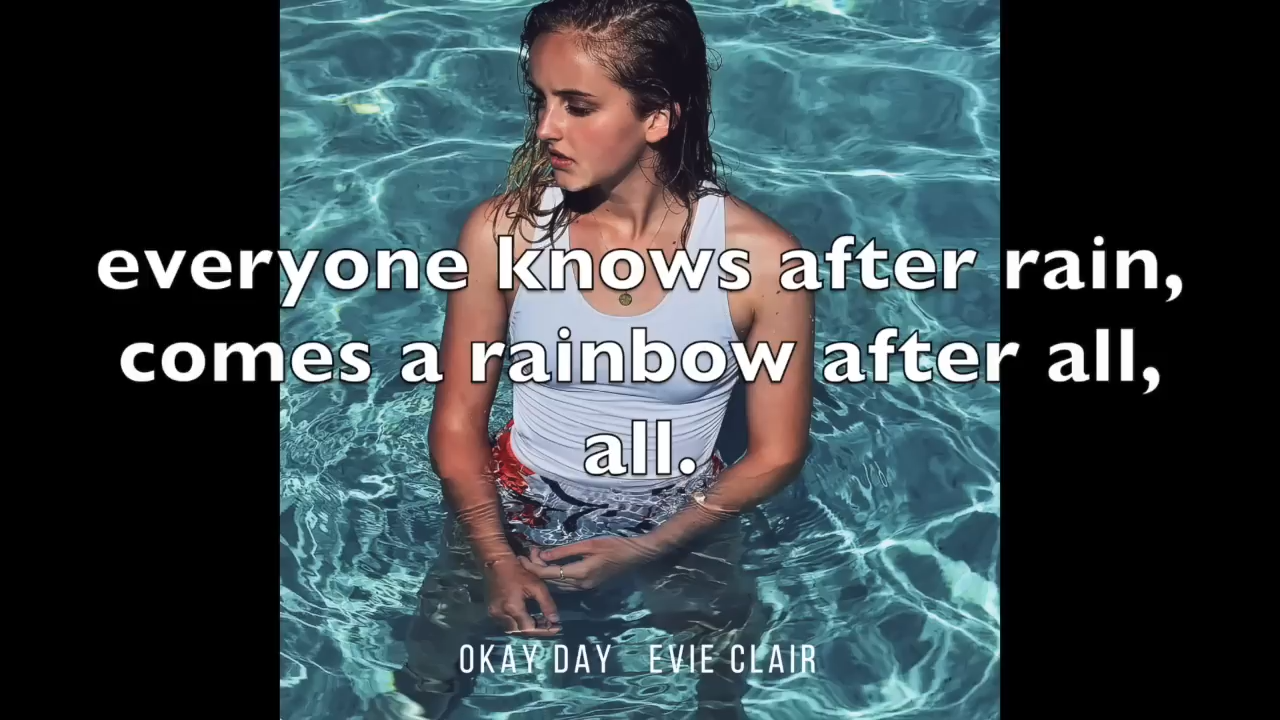 everyone knows after rain,
comes a rainbow after all,
all.
OKAY DAY EVIE CLAIR